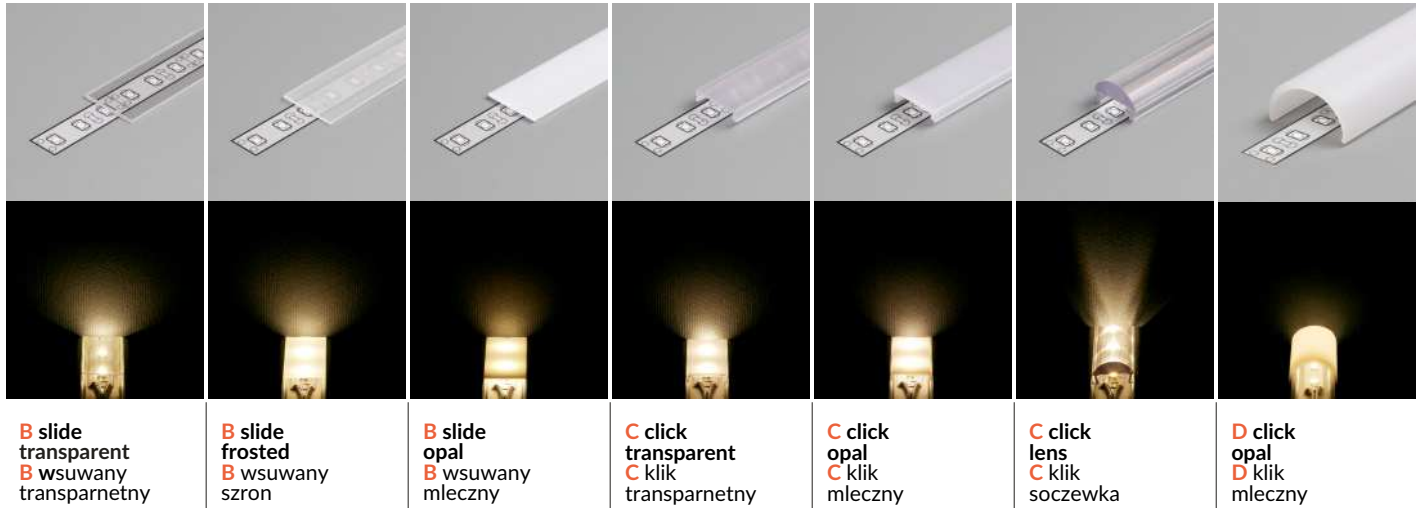 B slide
transparent
B wsuwany
transparnetny
B slide
frosted
B wsuwany
szron
B slide
opal
B wsuwany
mleczny
C click
transparent
C klik
transparnetny
C click
opal
C klik
mleczny
C click
lens
C klik
soczewka
D click
opal
D klik
mleczny